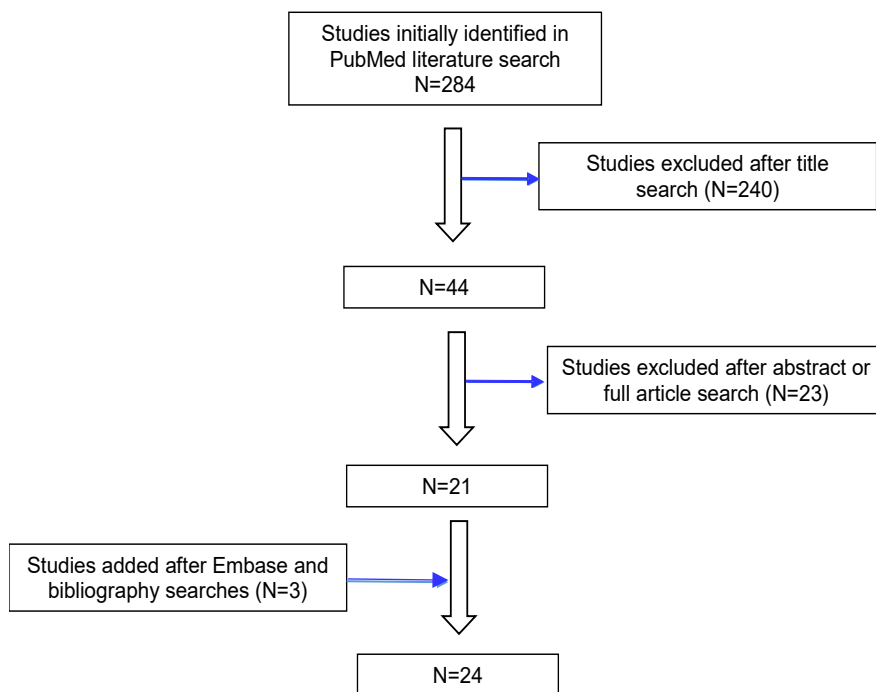 Studies initially identified in
PubMed literature search
N=284
Studies excluded after title
search (N=240)
N=44
Studies excluded after abstract or
full article search (N=23)
N=21
Studies added after Embase and
bibliography searches (N=3)
N=24